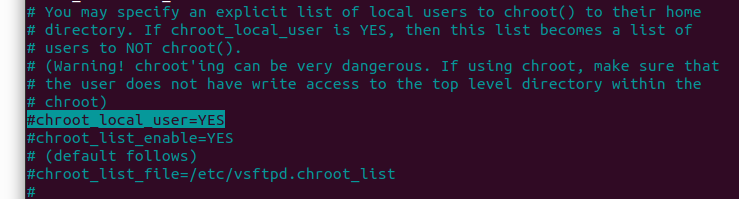 # You may specify an explicit list of local users to chroot() to their home
# directory. If chroot_local_user is YES, then this list becomes a list of
# users to NOT chroot().
# (Warning! chroot'ing can be very dangerous. If using chroot, make sure that
# the user does not have write access to the top level directory within the
# chroot)
#chroot_local_user=YES
#chroot_list_enable=YES
# (default follows)
#chroot_list_file=/etc/vsftpd.chroot_list
#